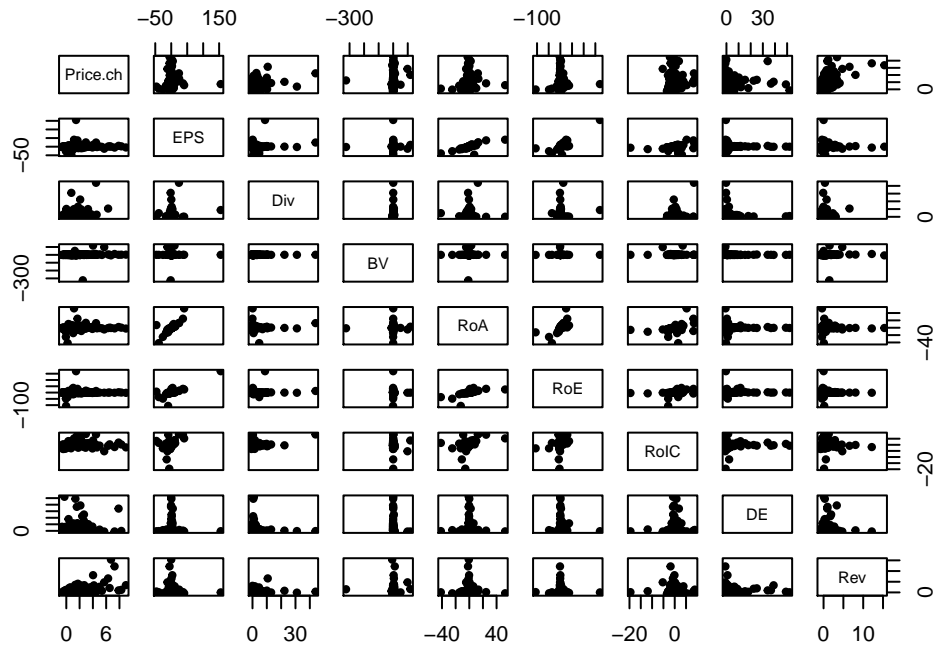 −50 150 −300 −100 0 30
Price.ch 0
−50 EPS
Div 0
−300 BV
RoA −40
−100 RoE
RoIC −20
0 DE
Rev 0
0 6 0 30 −40 40 −20 0 0 10